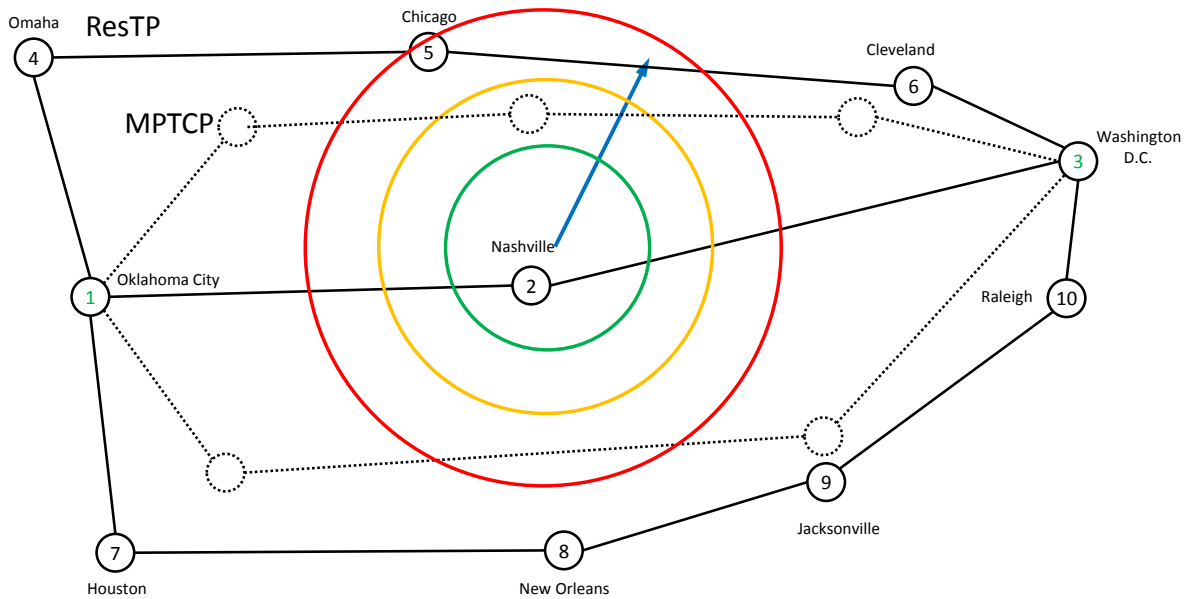 Omaha
ResTP
Chicago
4
5
Cleveland
6
MPTCP
Washington
D.C.
3
Nashville
Oklahoma City
2
1
Raleigh
10
9
Jacksonville
7
8
Houston
New Orleans